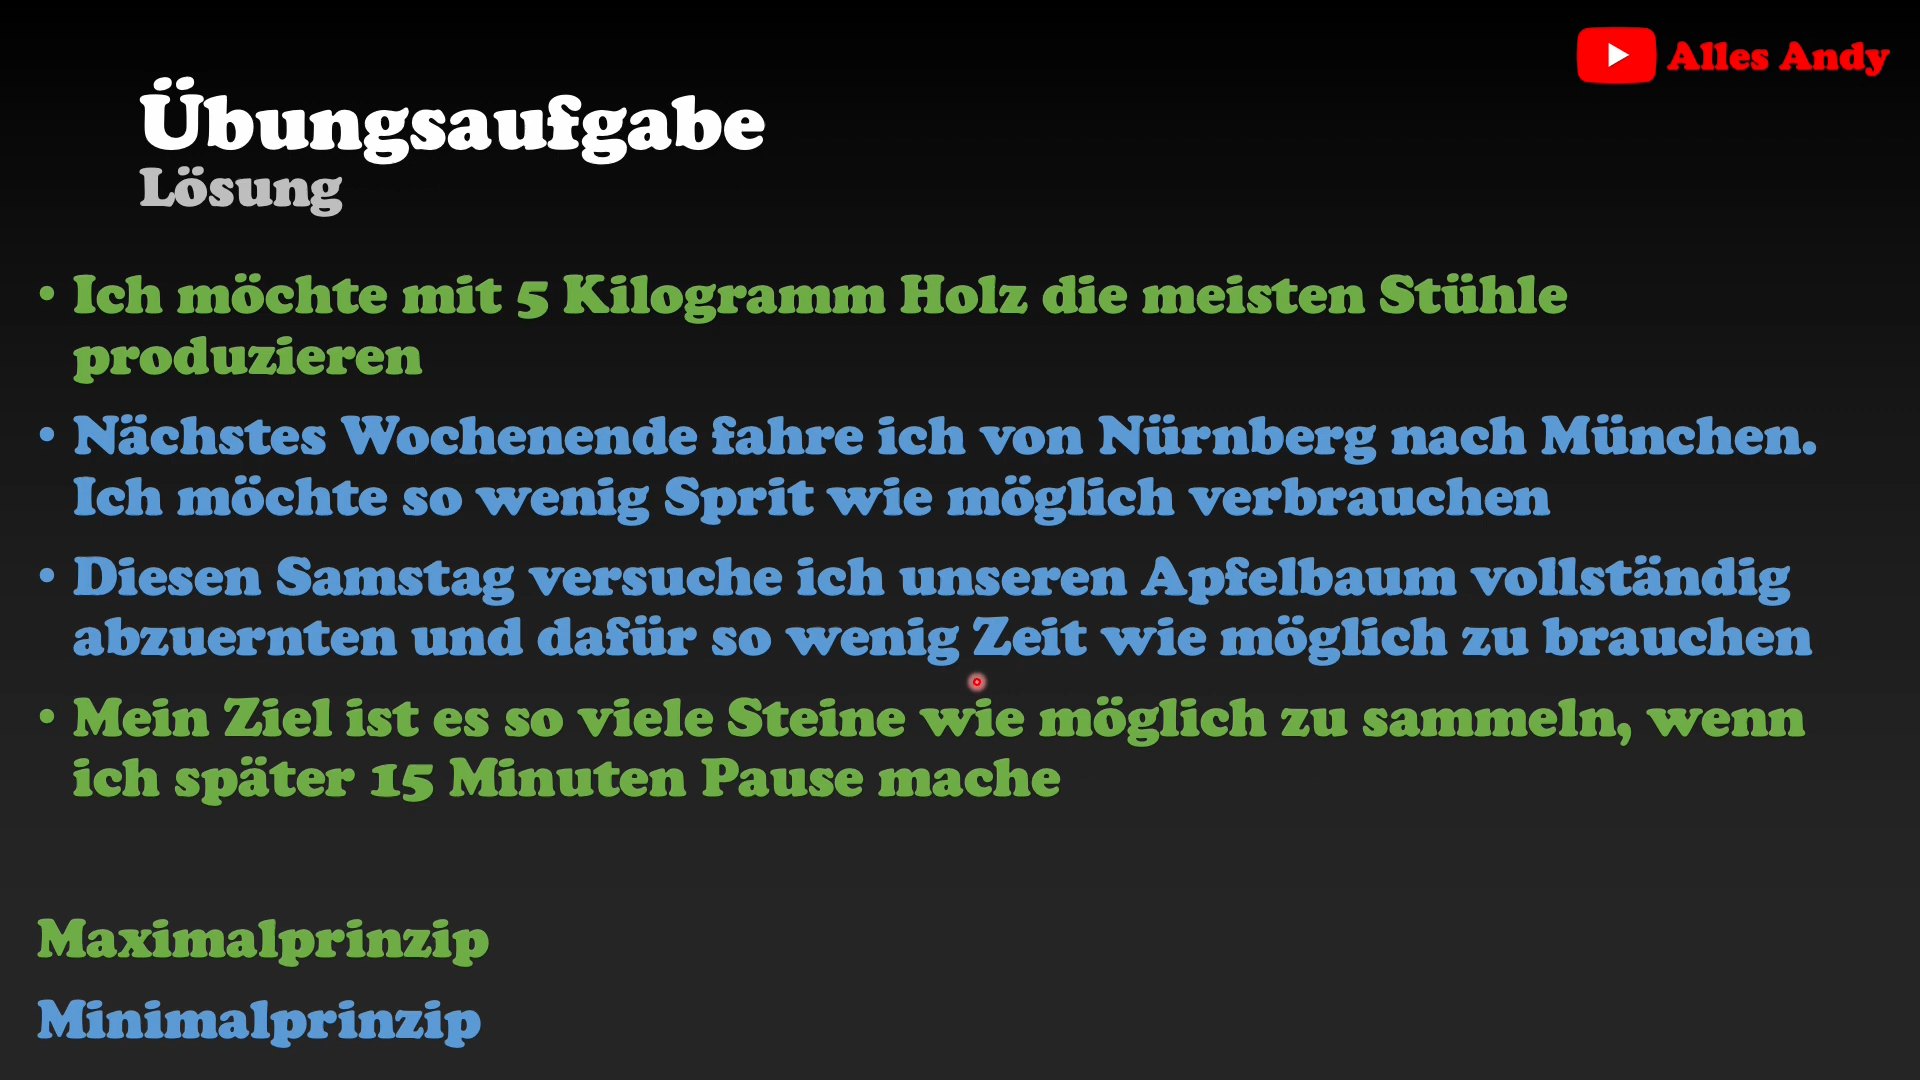 Alles Andy
Übungsaufgabe
Lösung
• Ich möchte mit 5 Kilogramm Holz die meisten Stühle
produzieren
• Nächstes Wochenende fahre ich von Nürnberg nach München.
Ich möchte so wenig Sprit wie möglich verbrauchen
• Diesen Samstag versuche ich unseren Apfelbaum vollständig
abzuernten und dafür so wenig Zeit wie möglich zu brauchen
• Mein Ziel ist es so viele Steine wie möglich zu sammeln, wenn
ich später 15 Minuten Pause mache
Maximalprinzip
Minimalprinzip